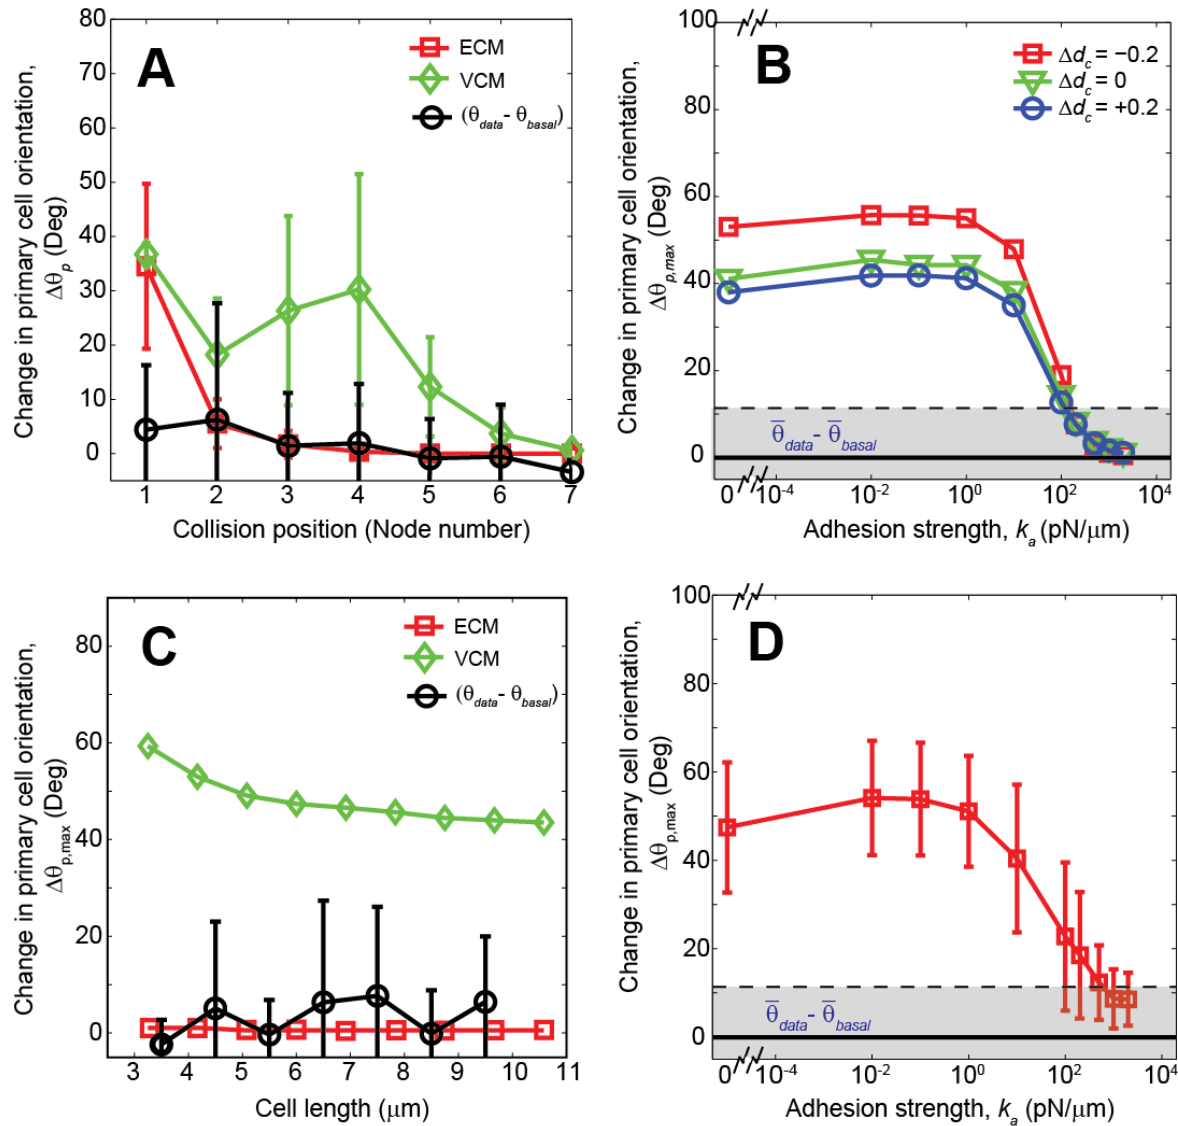 A
Change in primary cell orientation,
Δθp (Deg)
80
70
60
50
40
30
20
10
0
ECM
VCM
(θdata- θbasal)
1 2 3 4 5 6 7
Collision position (Node number)
B
Change in primary cell orientation,
Δθp,max (Deg)
100
80
60
40
20
0
Δdc = −0.2
Δdc = 0
Δdc = +0.2
θ̅data- θ̅basal
0 10-4 10-2 100 102 104
Adhesion strength, ka (pN/μm)
C
Change in primary cell orientation,
Δθp,max (Deg)
80
60
40
20
0
ECM
VCM
(θdata- θbasal)
3 4 5 6 7 8 9 10 11
Cell length (μm)
D
Change in primary cell orientation,
Δθp,max (Deg)
100
80
60
40
20
0
θ̅data- θ̅basal
0 10-4 10-2 100 102 104
Adhesion strength, ka (pN/μm)